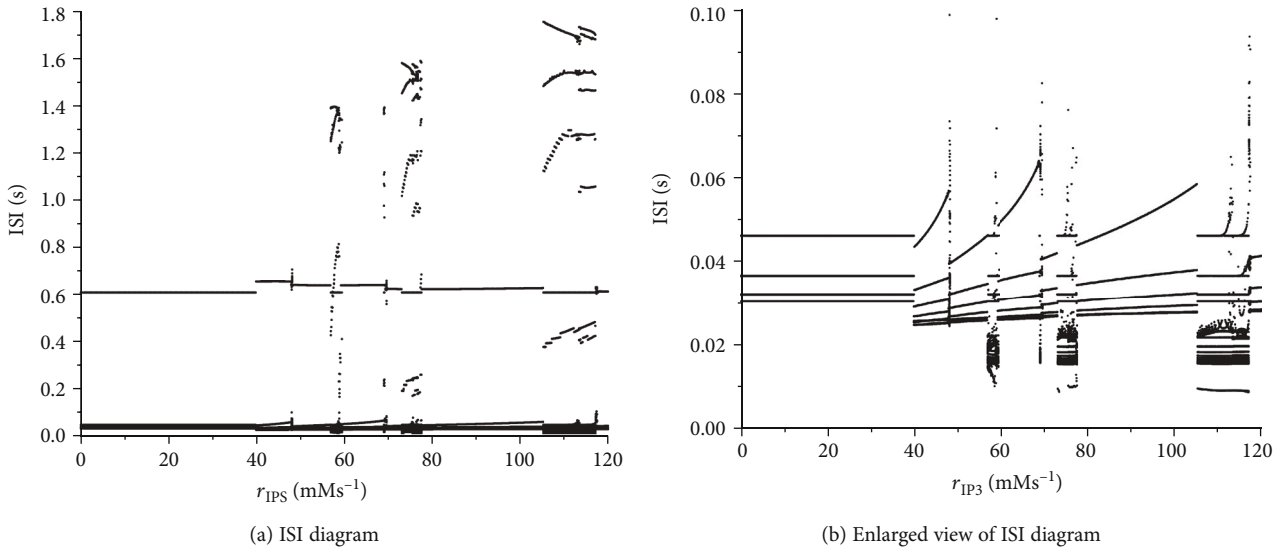 1.8
1.6
1.4
1.2
1.0
0.8
0.6
0.4
0.2
0.0
ISI (s)
0 20 40 60 80 100 120
r_IPS (mMs⁻¹)
(a) ISI diagram
0.10
0.08
0.06
0.04
0.02
0.00
ISI (s)
0 20 40 60 80 100 120
r_IP3 (mMs⁻¹)
(b) Enlarged view of ISI diagram